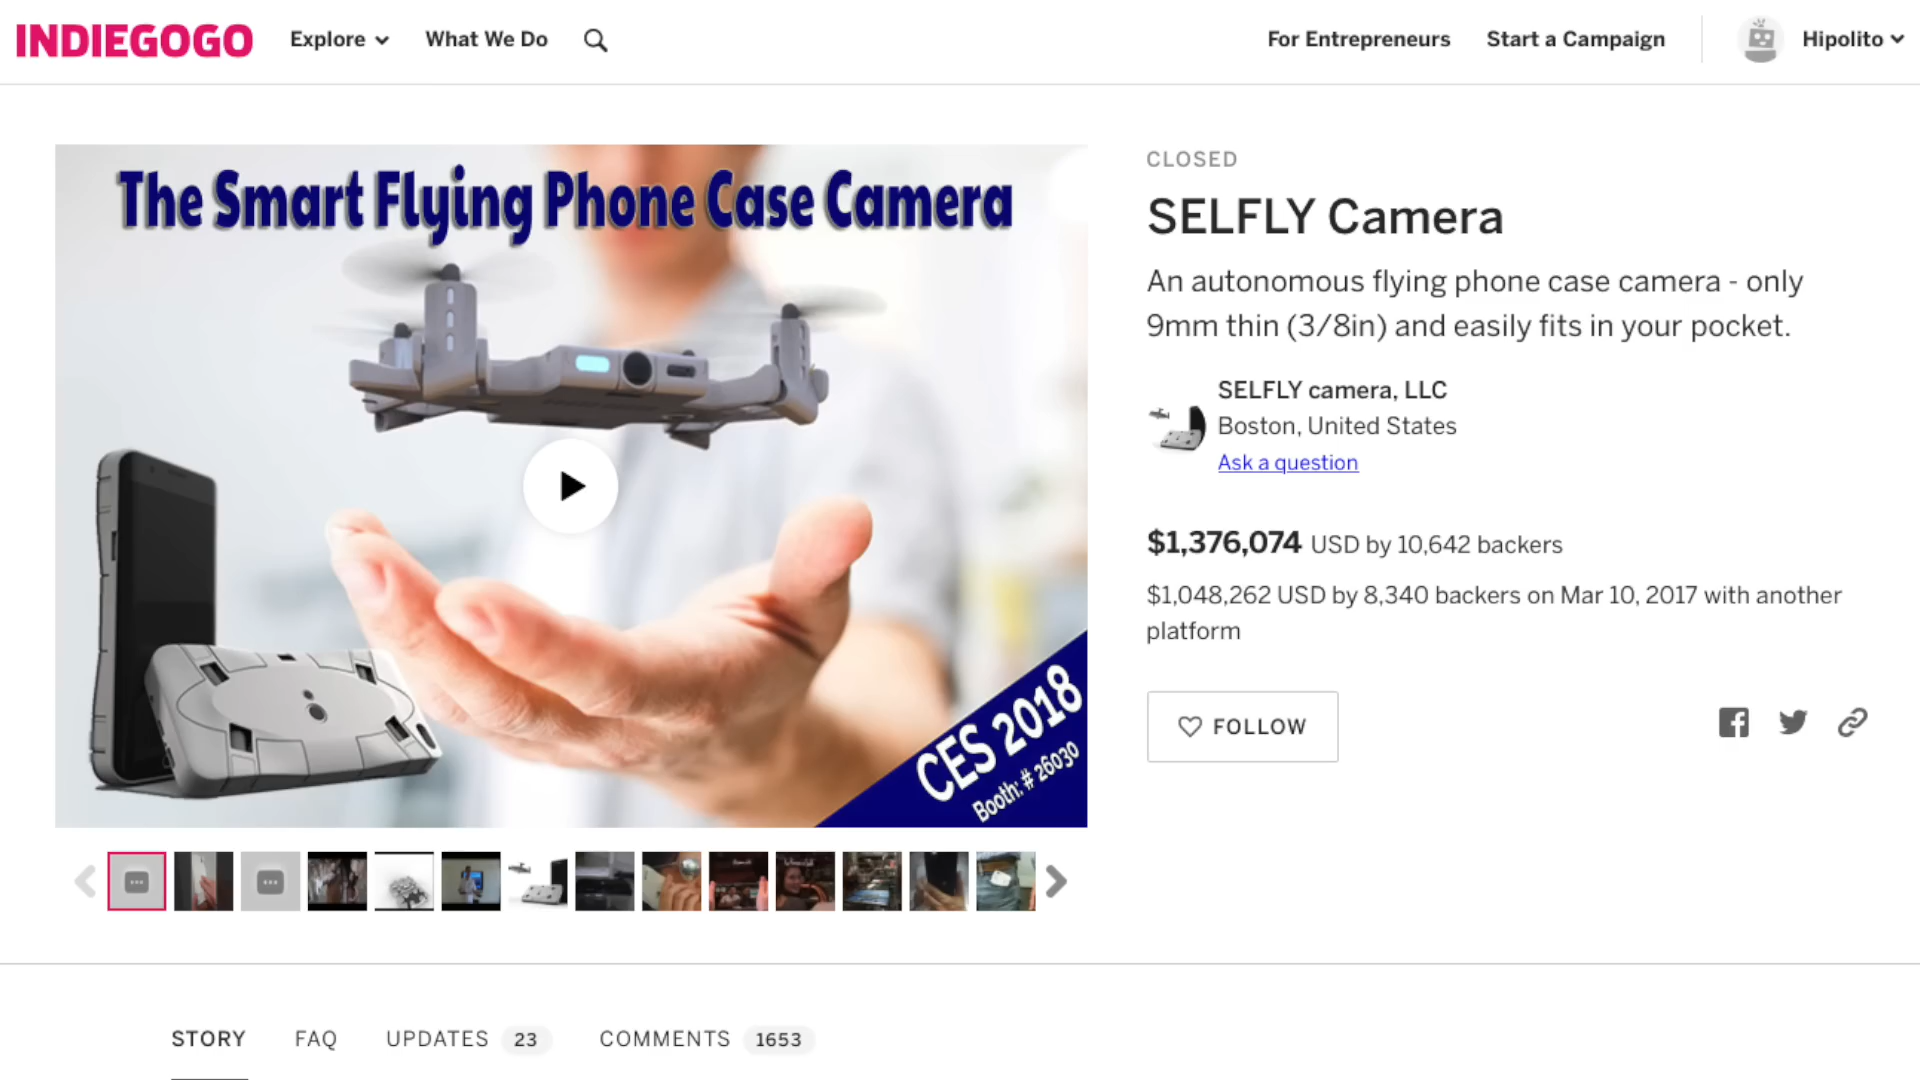 INDIEGOGO
Explore
What We Do
For Entrepreneurs
Start a Campaign
Hipolito
The Smart Flying Phone Case Camera
CES 2018
Booth: # 26030
CLOSED
SELFLY Camera
An autonomous flying phone case camera - only
9mm thin (3/8in) and easily fits in your pocket.
SELFLY camera, LLC
Boston, United States
Ask a question
$1,376,074 USD by 10,642 backers
$1,048,262 USD by 8,340 backers on Mar 10, 2017 with another
platform
FOLLOW
STORY
FAQ
UPDATES 23
COMMENTS 1653